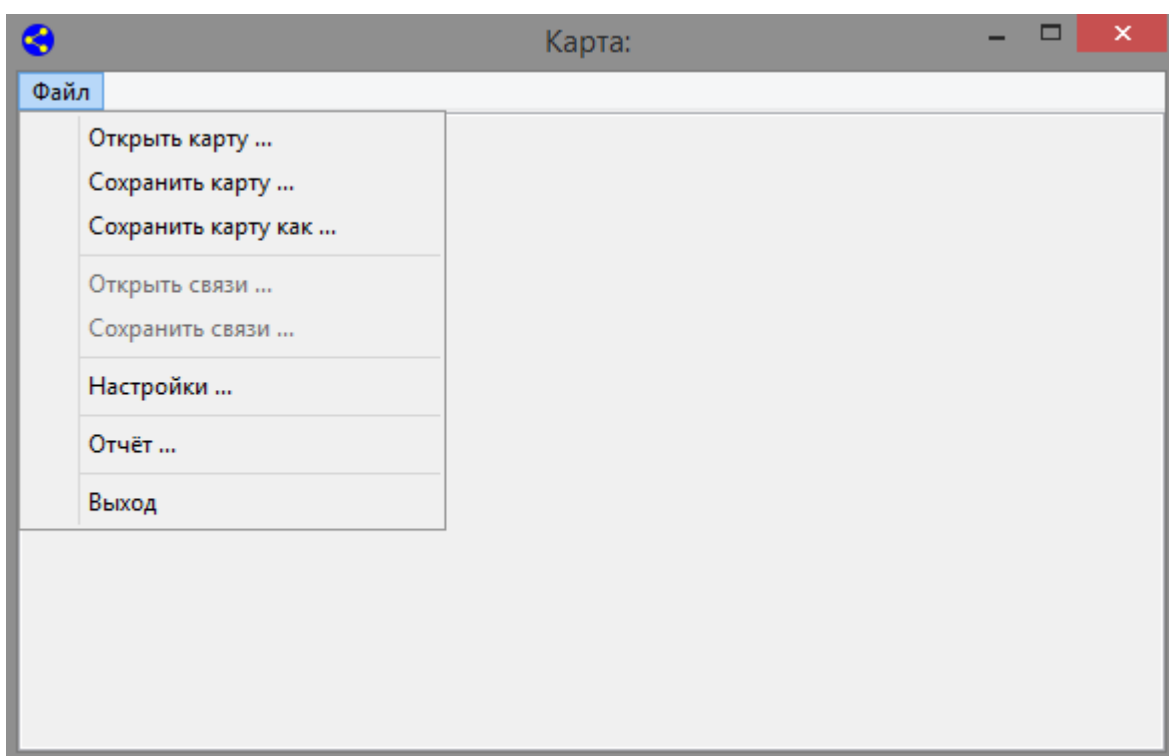 Карта:
Файл
Открыть карту ...
Сохранить карту ...
Сохранить карту как ...
Открыть связи ...
Сохранить связи ...
Настройки ...
Отчёт ...
Выход